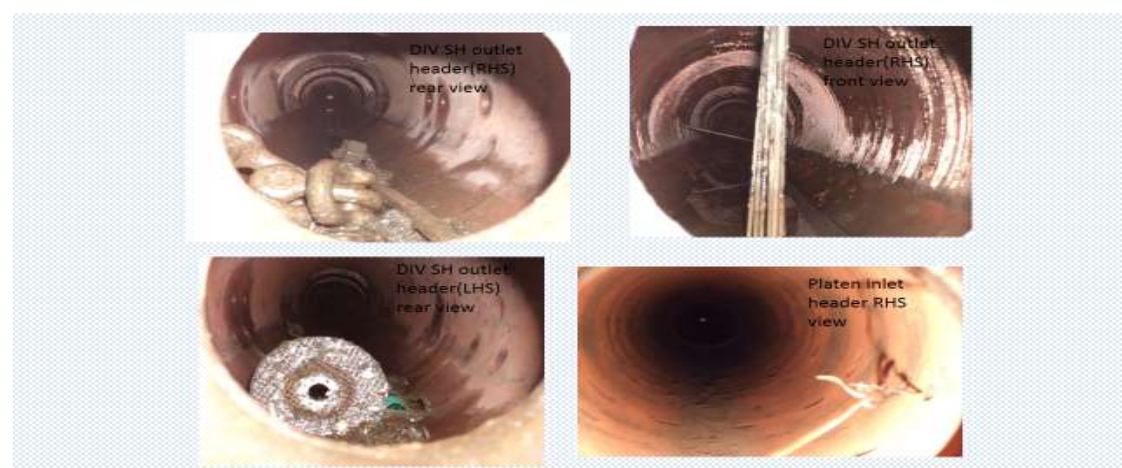 DIV SH outlet
header(RHS)
rear view
DIV SH outlet
header(RHS)
front view
DIV SH outlet
header(LHS)
rear view
Platen inlet
header RHS
view